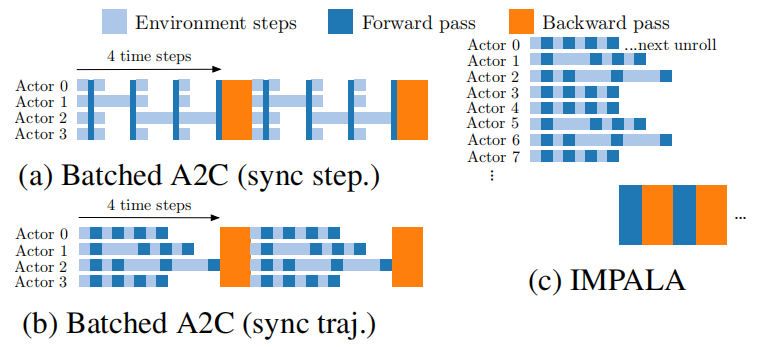 Environment steps Forward pass Backward pass
4 time steps
Actor 0
Actor 1
Actor 2
Actor 3
(a) Batched A2C (sync step.)
4 time steps
Actor 0
Actor 1
Actor 2
Actor 3
(b) Batched A2C (sync traj.)
Actor 0 ...next unroll
Actor 1
Actor 2
Actor 3
Actor 4
Actor 5
Actor 6
Actor 7
⋮
...
(c) IMPALA